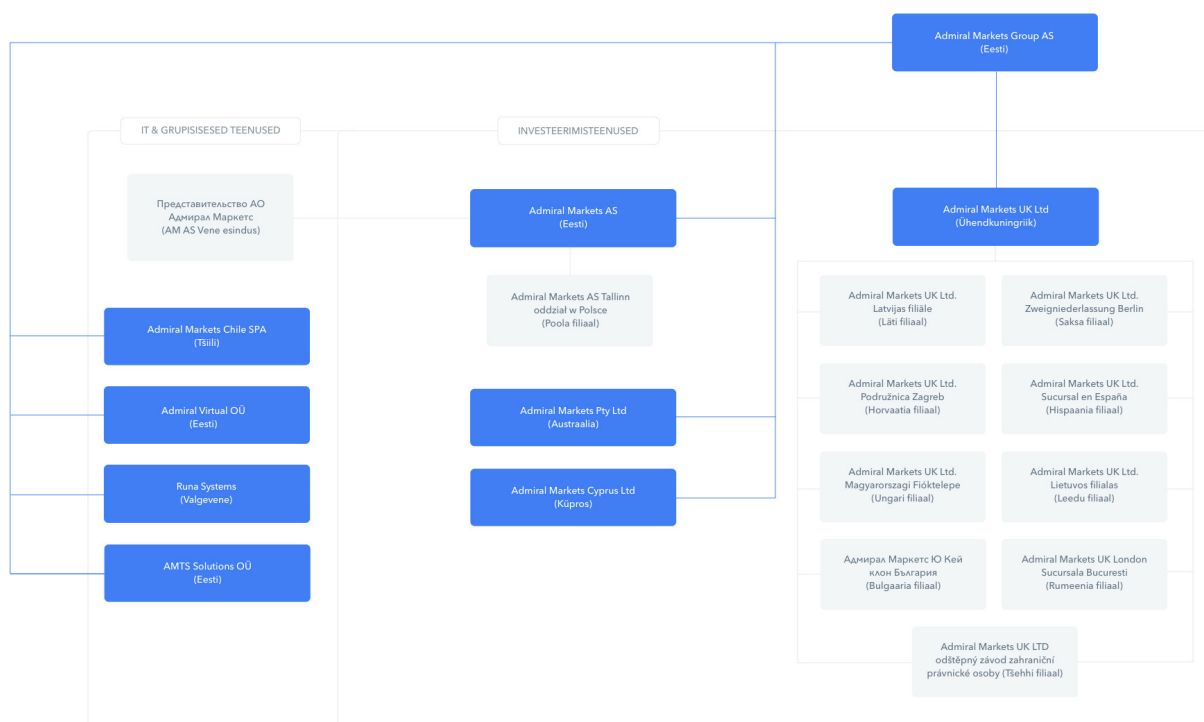 Admiral Markets Group AS
(Eesti)
IT & GRUPISISESED TEENUSED
INVESTEERIMISTEENUSED
Представительство АО
Адмирал Маркетс
(AM AS Vene esindus)
Admiral Markets AS
(Eesti)
Admiral Markets UK Ltd
(Ühendkuningriik)
Admiral Markets AS Tallinn
oddział w Polsce
(Poola filiaal)
Admiral Markets Chile SPA
(Tšiili)
Admiral Virtual OÜ
(Eesti)
Runa Systems
(Valgevene)
AMTS Solutions OÜ
(Eesti)
Admiral Markets Pty Ltd
(Austraalia)
Admiral Markets Cyprus Ltd
(Küpros)
Admiral Markets UK Ltd.
Latvijas filiāle
(Läti filiaal)
Admiral Markets UK Ltd.
Zweigniederlassung Berlin
(Saksa filiaal)
Admiral Markets UK Ltd.
Podružnica Zagreb
(Horvaatia filiaal)
Admiral Markets UK Ltd.
Sucursal en España
(Hispaania filiaal)
Admiral Markets UK Ltd.
Magyarorszagi Fióktelepe
(Ungari filiaal)
Admiral Markets UK Ltd.
Lietuvos filialas
(Leedu filiaal)
Адмирал Маркетс Ю Кей
клон България
(Bulgaaria filiaal)
Admiral Markets UK London
Sucursala Bucuresti
(Rumeenia filiaal)
Admiral Markets UK LTD
odštěpný závod zahraniční
právnické osoby (Tšehhi filiaal)